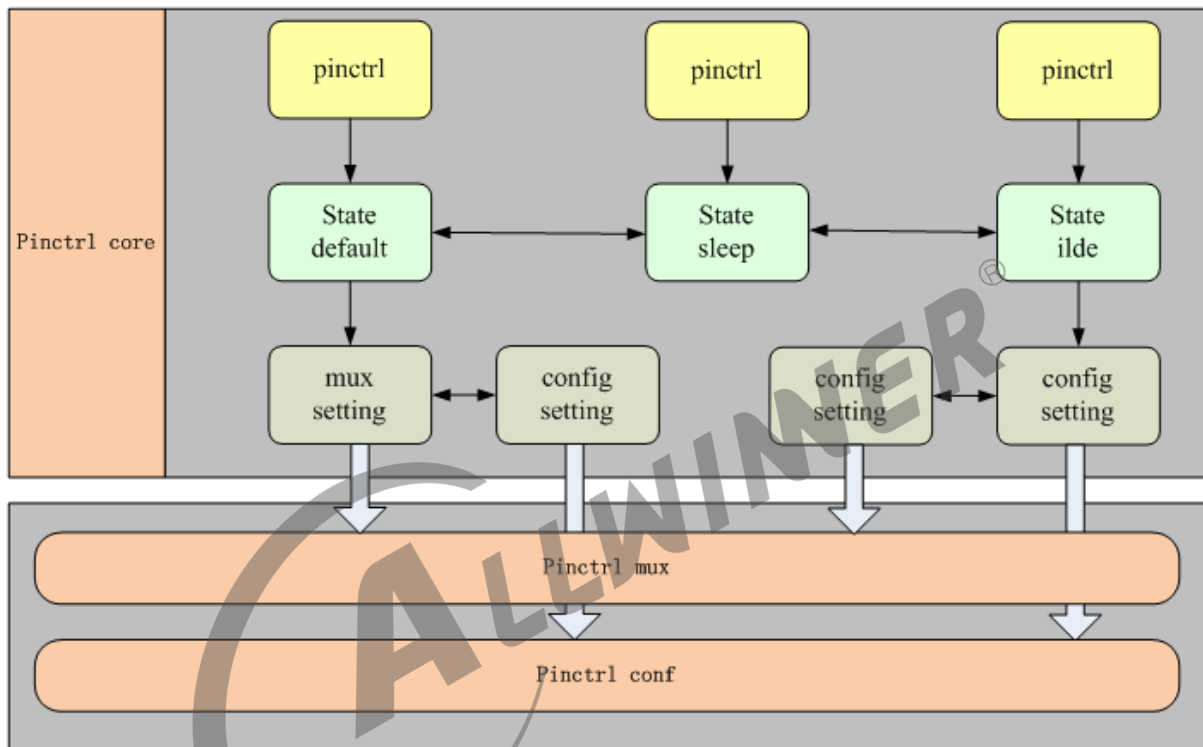 pinctrl
pinctrl
pinctrl
State
default
State
sleep
State
ilde
Pinctrl core
mux
setting
config
setting
config
setting
config
setting
ALLWINNER®
Pinctrl mux
Pinctrl conf